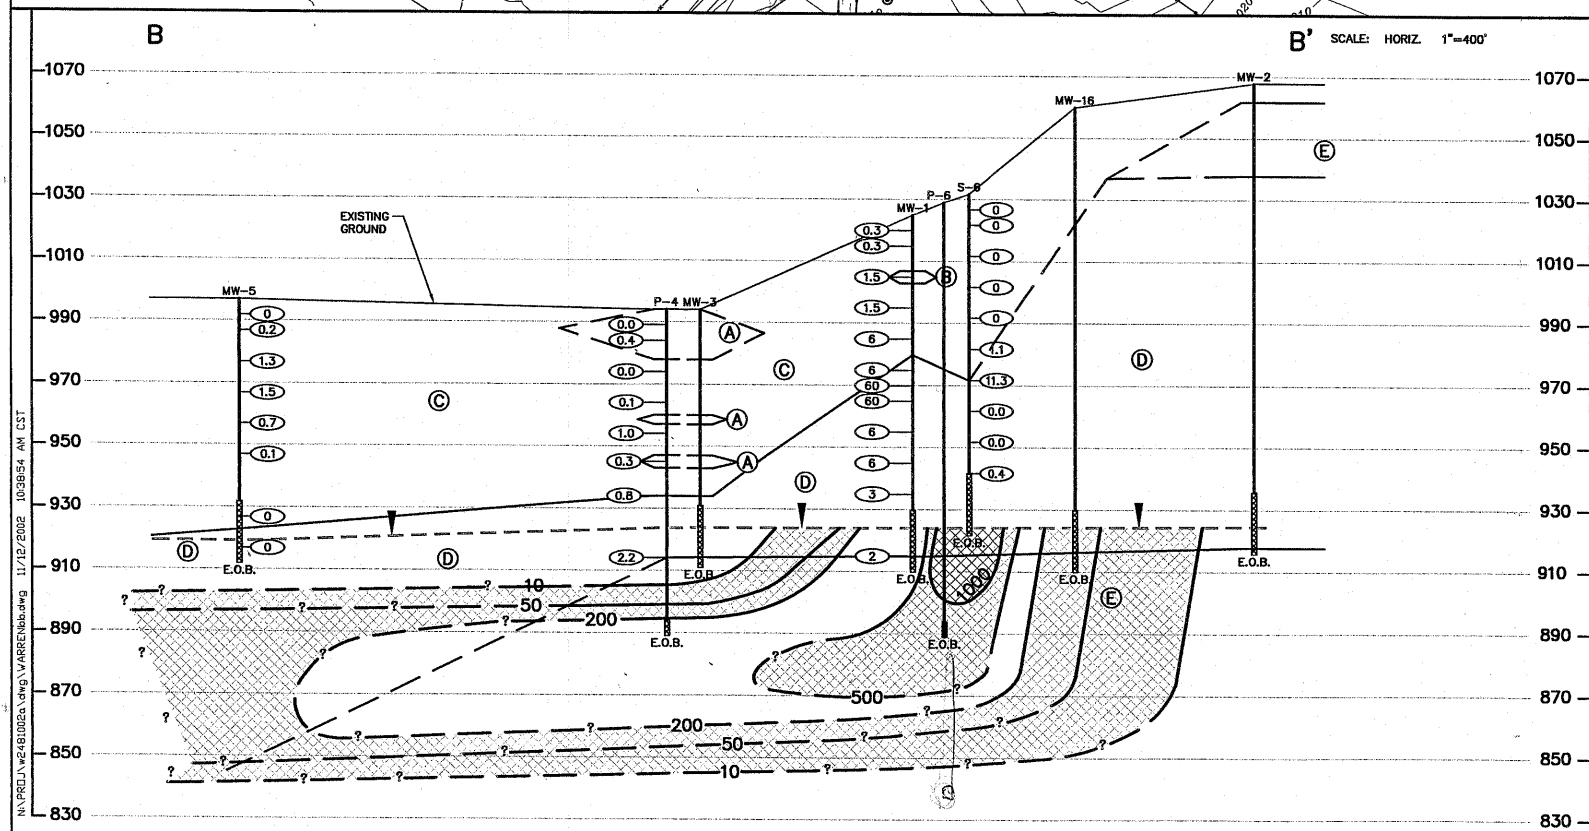 B
B' SCALE: HORIZ. 1"=400'
1070
1050
1030
1010
990
970
950
930
910
890
870
850
830
1070
1050
1030
1010
990
970
950
930
910
890
870
850
830
N:\PROJ\w2481002a\dwg\WARRENbb.dwg 11/12/2002 10:38:54 AM CST
EXISTING
GROUND
MW-5
0
0.2
1.3
1.5
0.7
0.1
0
0
E.O.B.
P-4 MW-3
0.0
0.4
0.0
0.1
1.0
0.3
0.8
2.2
E.O.B.
E.O.B.
MW-1
0.3
0.3
1.5
1.5
6
6
60
60
6
6
3
2
E.O.B.
P-6
E.O.B.
S-6
0
0
0
0
0
1.1
11.3
0.0
0.0
0.4
E.O.B.
MW-16
E.O.B.
MW-2
E.O.B.
A
A
A
B
C
C
D
D
D
D
E
E
10
50
200
1000
500
200
50
10
? ? ? ? ? ? ? ? ? ? ? ? ? ? ? ? ? ? ? ? ? ? ? ? ?